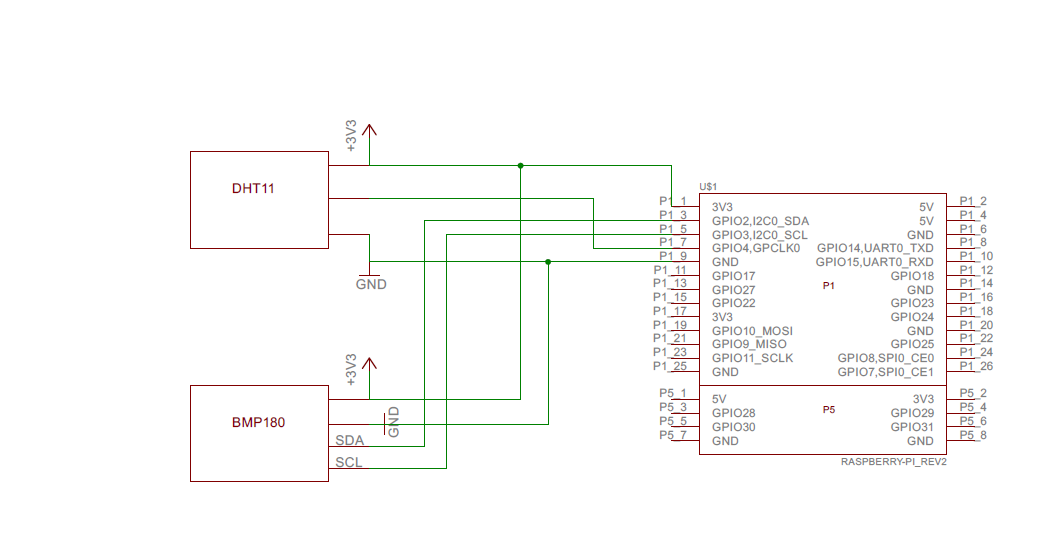 +3V3
DHT11
GND
+3V3
BMP180
GND
SDA
SCL
U$1
P1_1
3V3
5V
P1_2
P1_3
GPIO2,I2C0_SDA
5V
P1_4
P1_5
GPIO3,I2C0_SCL
GND
P1_6
P1_7
GPIO4,GPCLK0
GPIO14,UART0_TXD
P1_8
P1_9
GND
GPIO15,UART0_RXD
P1_10
P1_11
GPIO17
GPIO18
P1_12
P1_13
GPIO27
P1
GND
P1_14
P1_15
GPIO22
GPIO23
P1_16
P1_17
3V3
GPIO24
P1_18
P1_19
GPIO10_MOSI
GND
P1_20
P1_21
GPIO9_MISO
GPIO25
P1_22
P1_23
GPIO11_SCLK
GPIO8,SPI0_CE0
P1_24
P1_25
GND
GPIO7,SPI0_CE1
P1_26
P5_1
5V
3V3
P5_2
P5_3
GPIO28
P5
GPIO29
P5_4
P5_5
GPIO30
GPIO31
P5_6
P5_7
GND
GND
P5_8
RASPBERRY-PI_REV2